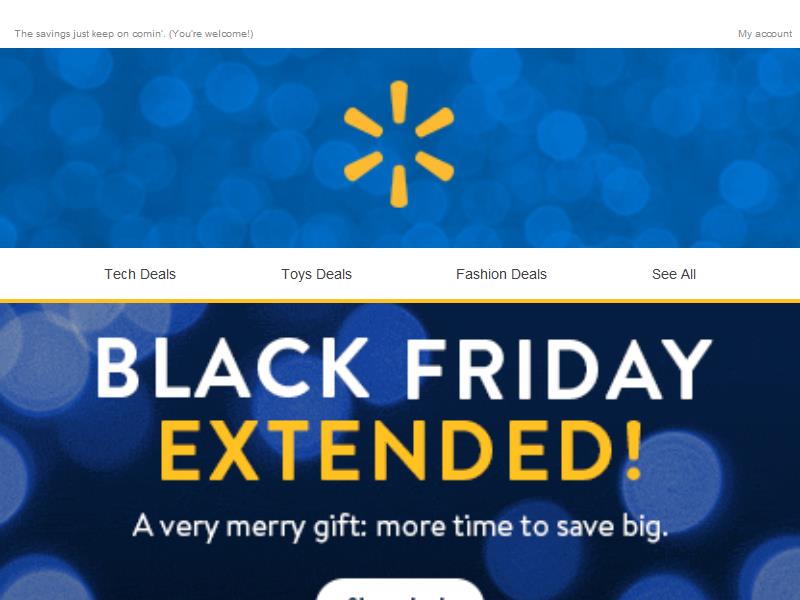 The savings just keep on comin'. (You're welcome!)
My account
Tech Deals
Toys Deals
Fashion Deals
See All
BLACK FRIDAY
EXTENDED!
A very merry gift: more time to save big.